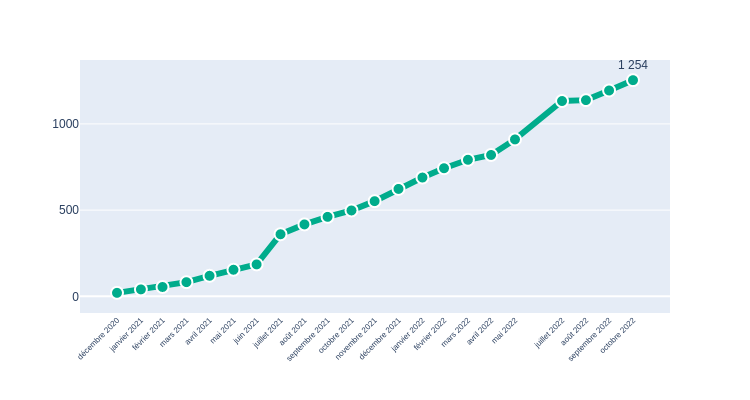 1 254
1000
500
0
décembre 2020
janvier 2021
février 2021
mars 2021
avril 2021
mai 2021
juin 2021
juillet 2021
août 2021
septembre 2021
octobre 2021
novembre 2021
décembre 2021
janvier 2022
février 2022
mars 2022
avril 2022
mai 2022
juillet 2022
août 2022
septembre 2022
octobre 2022